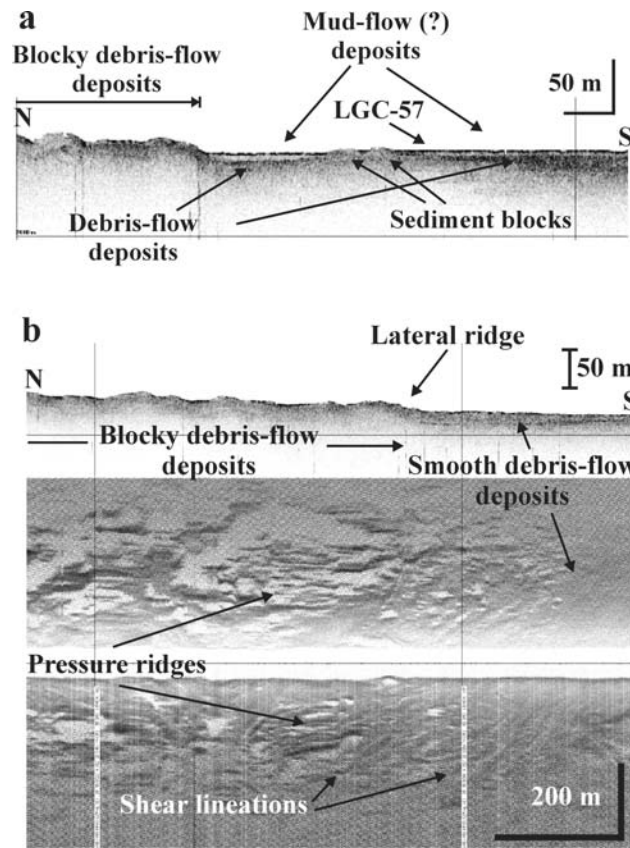 a
Mud-flow (?)
deposits
Blocky debris-flow
deposits
50 m
N
LGC-57
S
Debris-flow
deposits
Sediment blocks
b
Lateral ridge
50 m
N
S
Blocky debris-flow
deposits
Smooth debris-flow
deposits
Pressure ridges
Shear lineations
200 m